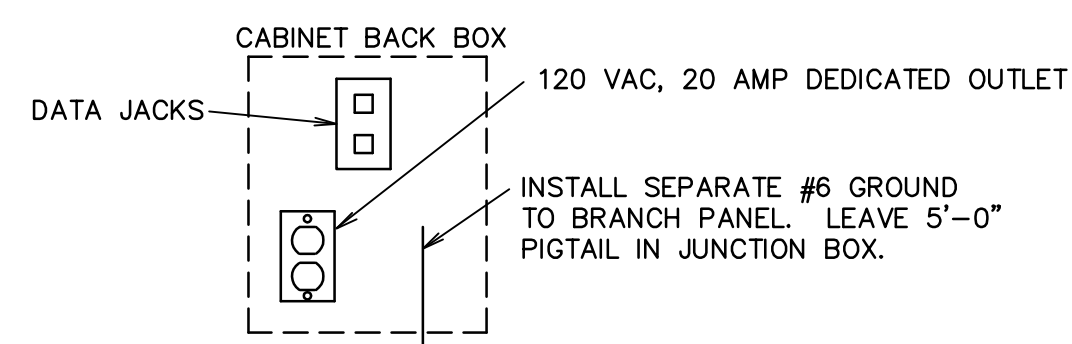 CABINET BACK BOX
120 VAC, 20 AMP DEDICATED OUTLET
DATA JACKS
INSTALL SEPARATE #6 GROUND
TO BRANCH PANEL. LEAVE 5'-0"
PIGTAIL IN JUNCTION BOX.